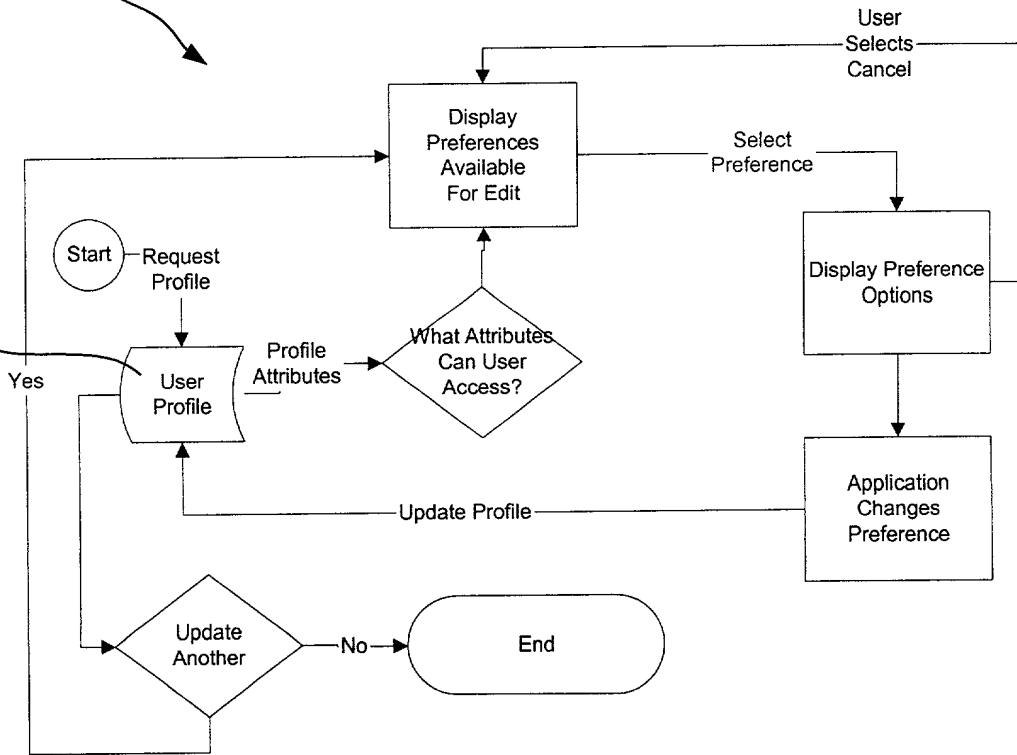 User
Selects
Cancel
Display
Preferences
Available
For Edit
Select
Preference
Start
Request
Profile
Display Preference
Options
What Attributes
Can User
Access?
Profile
Attributes
Yes
User
Profile
Application
Changes
Preference
Update Profile
Update
Another
No
End